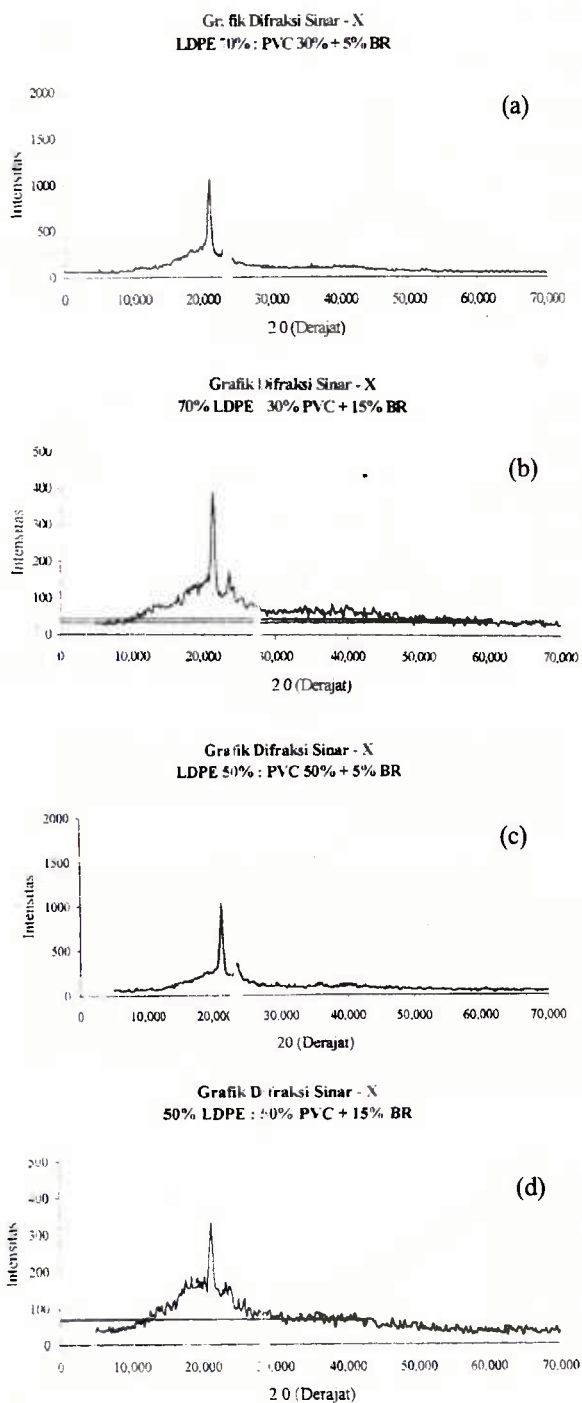 Grafik Difraksi Sinar - X
LDPE 70% : PVC 30% + 5% BR
(a)
Intensitas
2000
1500
1000
500
0
0 10,000 20,000 30,000 40,000 50,000 60,000 70,000
2 0 (Derajat)
Grafik Difraksi Sinar - X
70% LDPE 30% PVC + 15% BR
(b)
Intensitas
500
400
300
200
100
0
0 10,000 20,000 30,000 40,000 50,000 60,000 70,000
2 0 (Derajat)
Grafik Difraksi Sinar - X
LDPE 50% : PVC 50% + 5% BR
(c)
Intensitas
2000
1500
1000
500
0
0 10,000 20,000 30,000 40,000 50,000 60,000 70,000
20 (Derajat)
Grafik Difraksi Sinar - X
50% LDPE : 50% PVC + 15% BR
(d)
Intensitas
500
400
300
200
100
0
0 10,000 20,000 30,000 40,000 50,000 60,000 70,000
2 0 (Derajat)